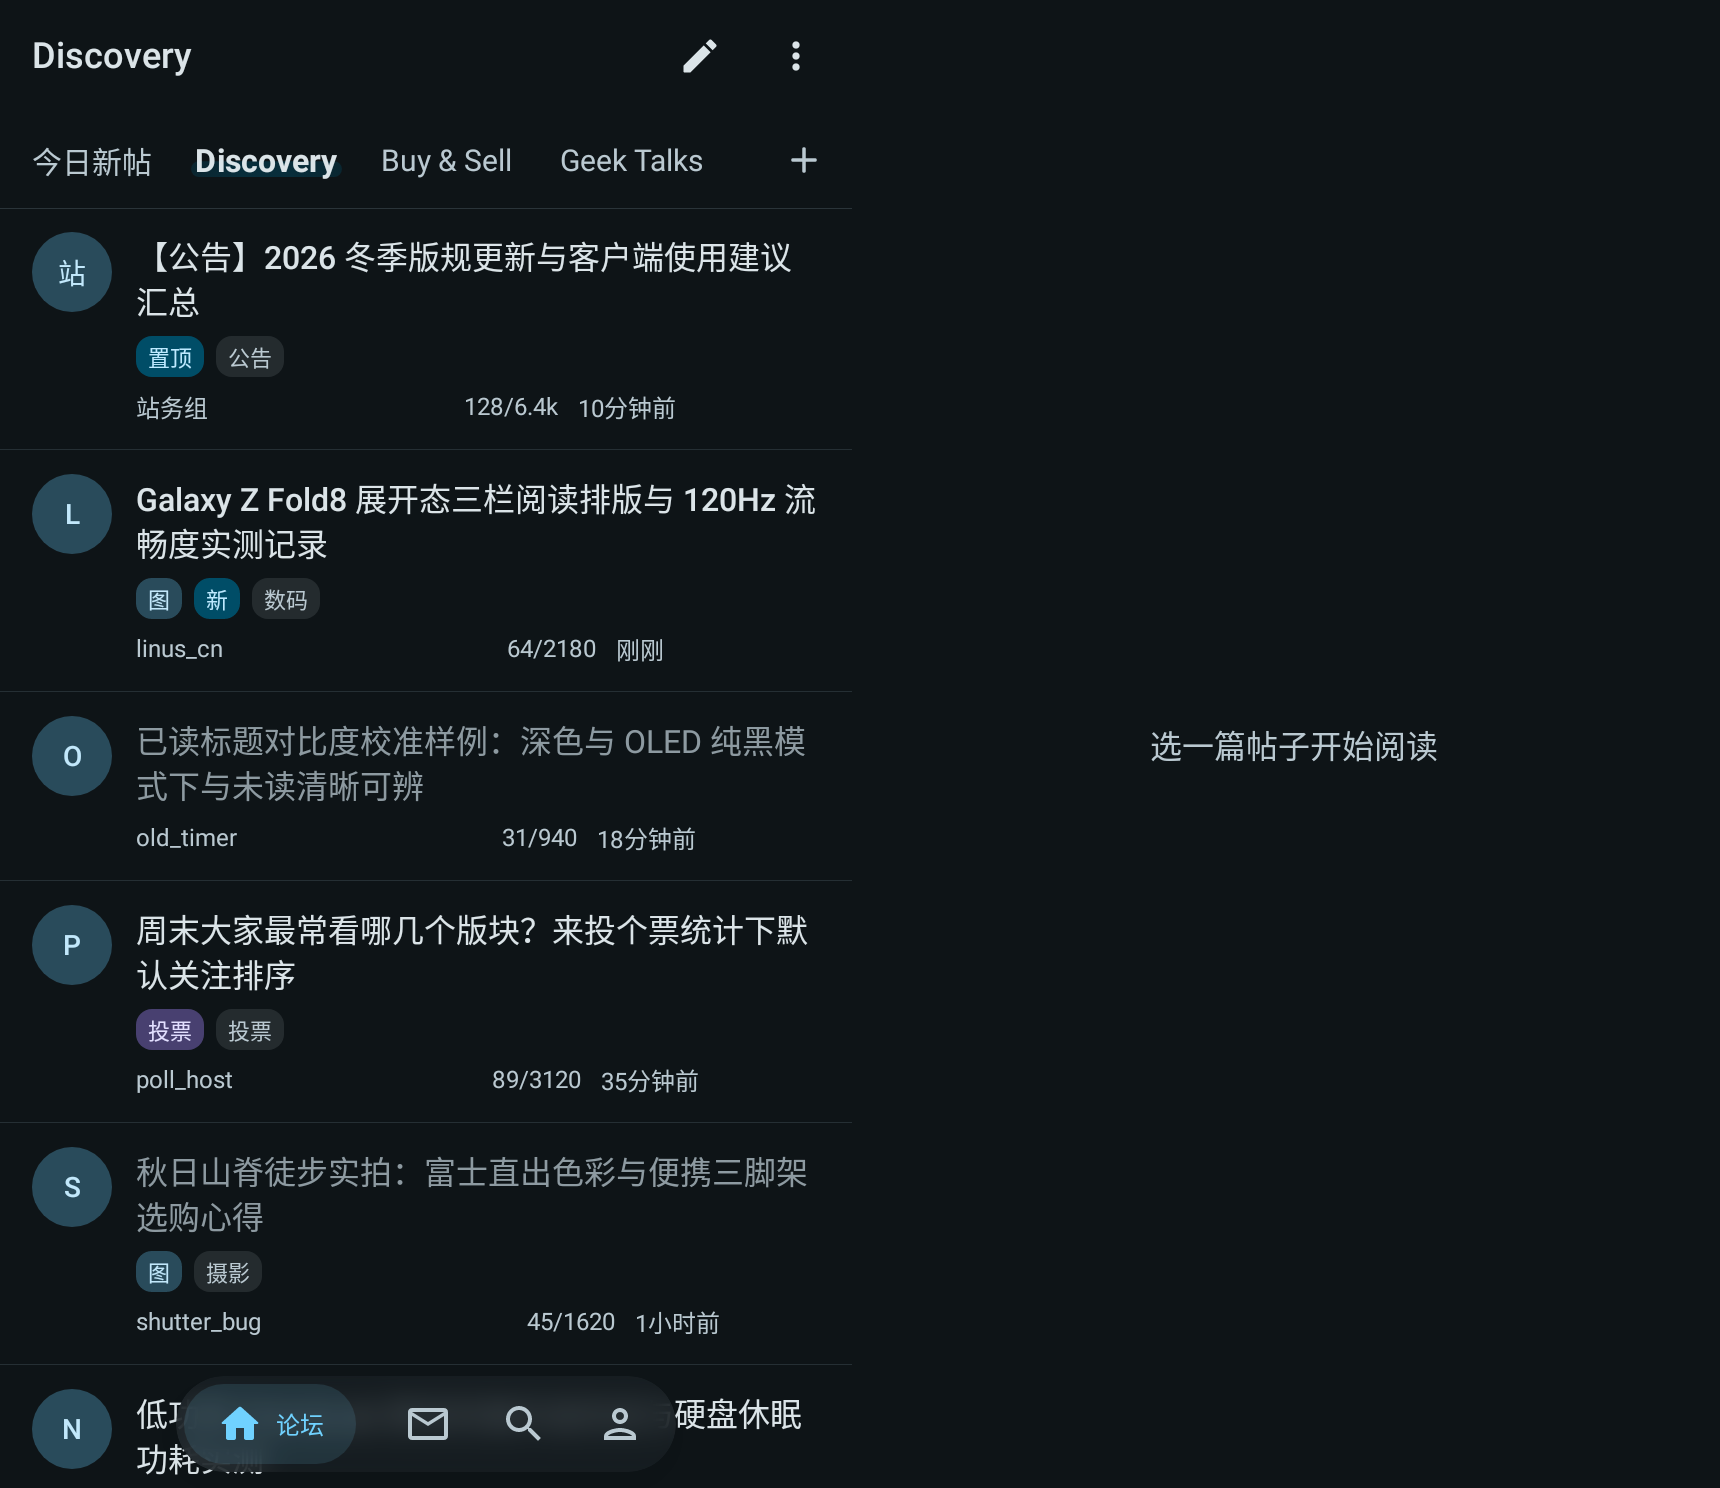 Discovery
今日新帖 Discovery Buy & Sell Geek Talks
站
【公告】2026 冬季版规更新与客户端使用建议
汇总
置顶 公告
站务组 128/6.4k 10分钟前
L
Galaxy Z Fold8 展开态三栏阅读排版与 120Hz 流
畅度实测记录
图 新 数码
linus_cn 64/2180 刚刚
O
已读标题对比度校准样例：深色与 OLED 纯黑模
式下与未读清晰可辨
old_timer 31/940 18分钟前
P
周末大家最常看哪几个版块？来投个票统计下默
认关注排序
投票 投票
poll_host 89/3120 35分钟前
S
秋日山脊徒步实拍：富士直出色彩与便携三脚架
选购心得
图 摄影
shutter_bug 45/1620 1小时前
N
低功 硬盘休眠
功耗实测
论坛
选一篇帖子开始阅读